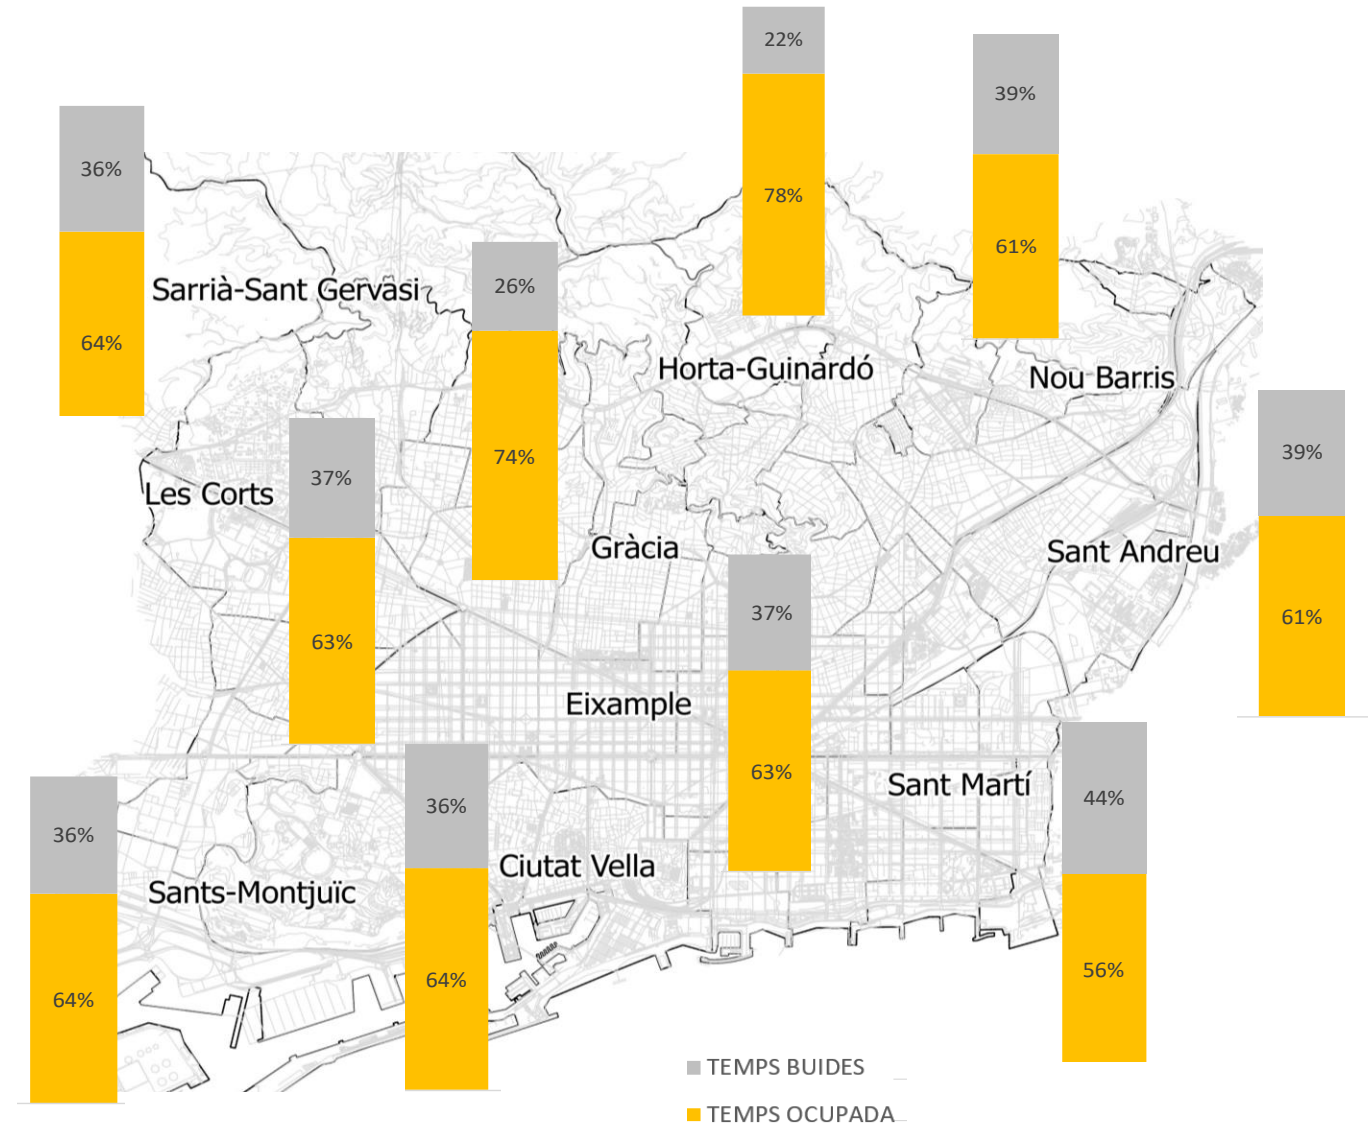 22%
39%
36%
78%
61%
26%
Sarrià-Sant Gervasi
64%
Horta-Guinardó
Nou Barris
74%
39%
37%
Les Corts
Gràcia
Sant Andreu
37%
61%
63%
Eixample
63%
Sant Martí
44%
36%
36%
Ciutat Vella
Sants-Montjuïc
56%
64%
64%
TEMPS BUIDES
TEMPS OCUPADA